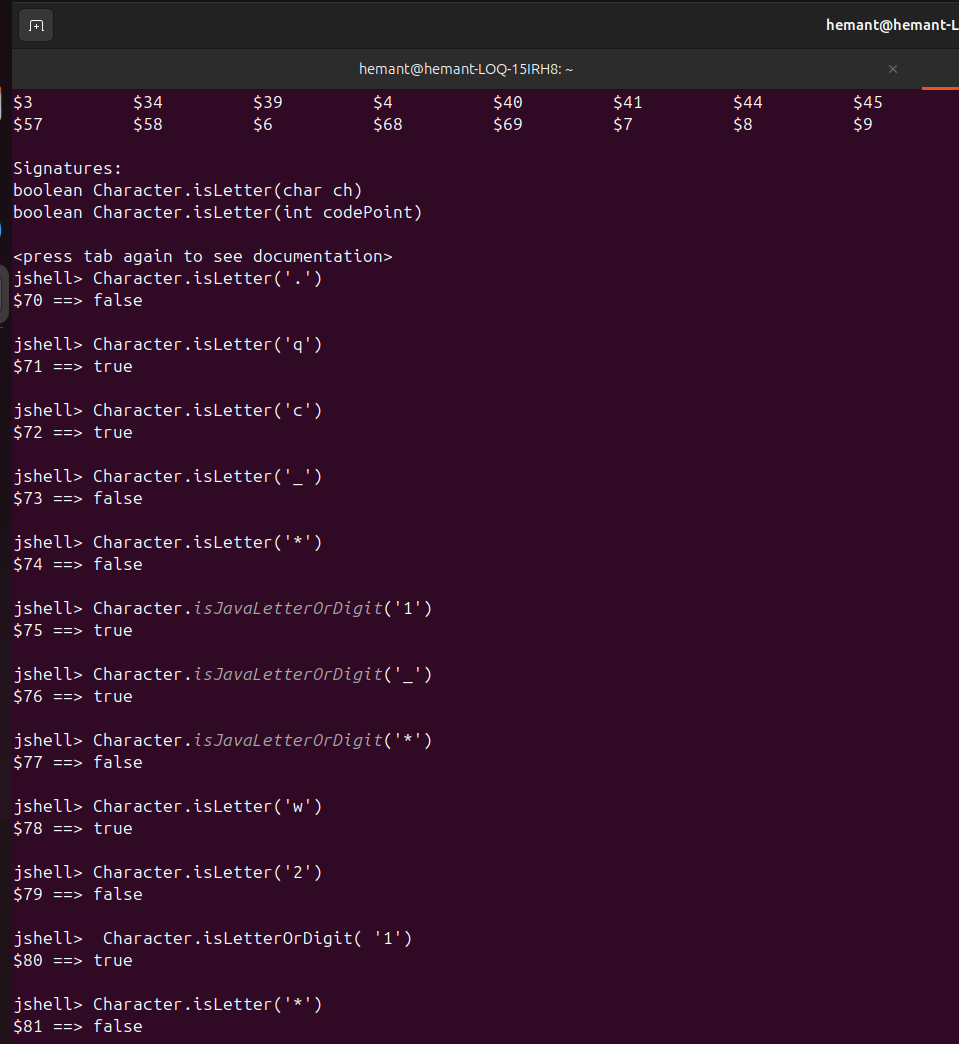 hemant@hemant-L
hemant@hemant-LOQ-15IRH8: ~
$3 $34 $39 $4 $40 $41 $44 $45
$57 $58 $6 $68 $69 $7 $8 $9
Signatures:
boolean Character.isLetter(char ch)
boolean Character.isLetter(int codePoint)
<press tab again to see documentation>
jshell> Character.isLetter('.')
$70 ==> false
jshell> Character.isLetter('q')
$71 ==> true
jshell> Character.isLetter('c')
$72 ==> true
jshell> Character.isLetter('_')
$73 ==> false
jshell> Character.isLetter('*')
$74 ==> false
jshell> Character.isJavaLetterOrDigit('1')
$75 ==> true
jshell> Character.isJavaLetterOrDigit('_')
$76 ==> true
jshell> Character.isJavaLetterOrDigit('*')
$77 ==> false
jshell> Character.isLetter('w')
$78 ==> true
jshell> Character.isLetter('2')
$79 ==> false
jshell>  Character.isLetterOrDigit( '1')
$80 ==> true
jshell> Character.isLetter('*')
$81 ==> false